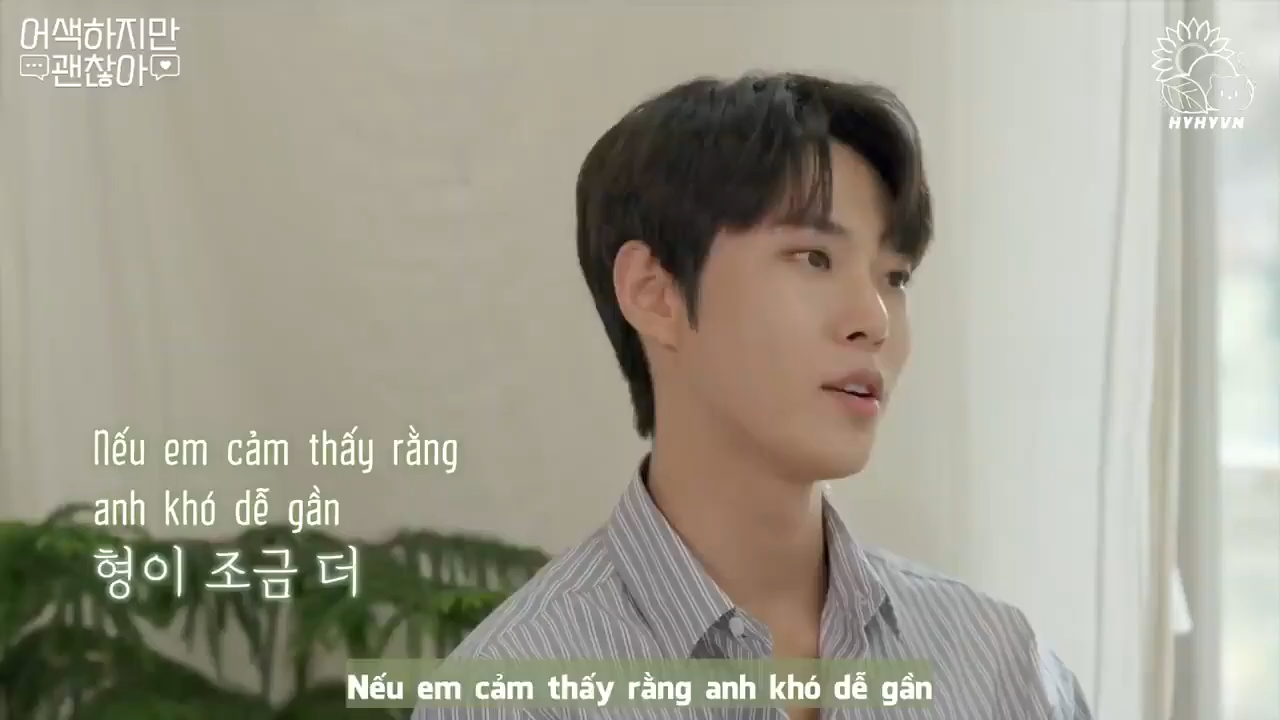 어색하지만
괜찮아
HYHYVN
Nếu em cảm thấy rằng
anh khó dễ gần
형이 조금 더
Nếu em cảm thấy rằng anh khó dễ gần